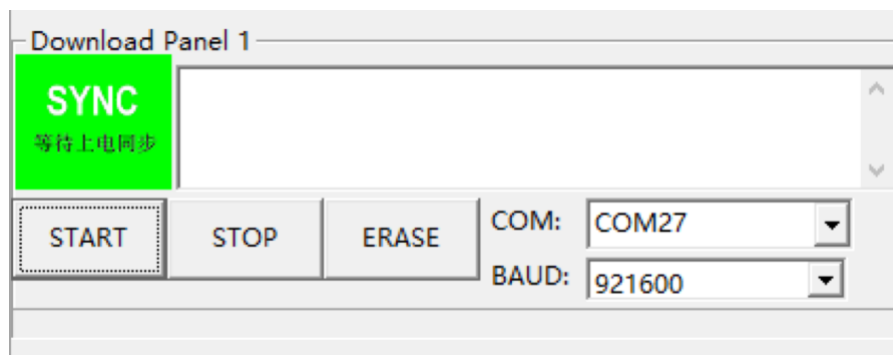 Download Panel 1
SYNC
等待上电同步
START STOP ERASE
COM: COM27
BAUD: 921600